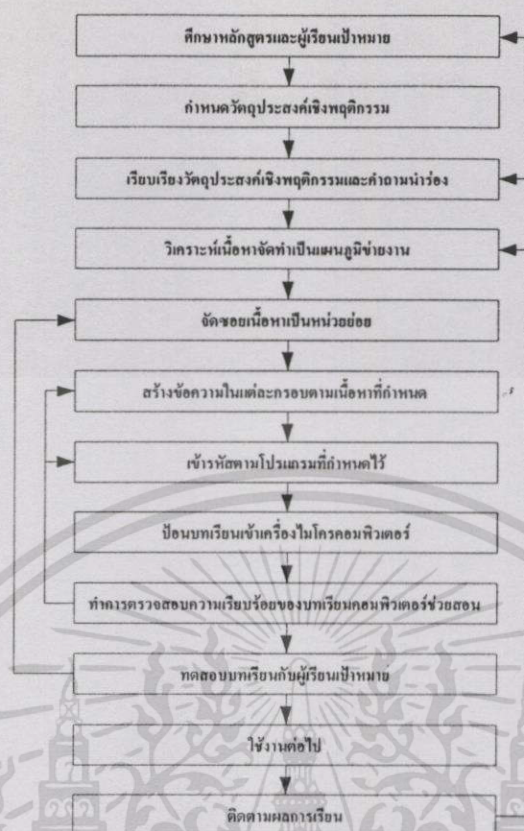 ศึกษาหลักสูตรและผู้เรียนเป้าหมาย
กำหนดวัตถุประสงค์เชิงพฤติกรรม
เรียบเรียงวัตถุประสงค์เชิงพฤติกรรมและคำถามนำร่อง
วิเคราะห์เนื้อหาจัดทำเป็นแผนภูมิข่ายงาน
จัดซอยเนื้อหาเป็นหน่วยย่อย
สร้างข้อความในแต่ละกรอบตามเนื้อหาที่กำหนด
เข้ารหัสตามโปรแกรมที่กำหนดไว้
ป้อนบทเรียนเข้าเครื่องไมโครคอมพิวเตอร์
ทำการตรวจสอบความเรียบร้อยของบทเรียนคอมพิวเตอร์ช่วยสอน
ทดสอบบทเรียนกับผู้เรียนเป้าหมาย
ใช้งานต่อไป
ติดตามผลการเรียน